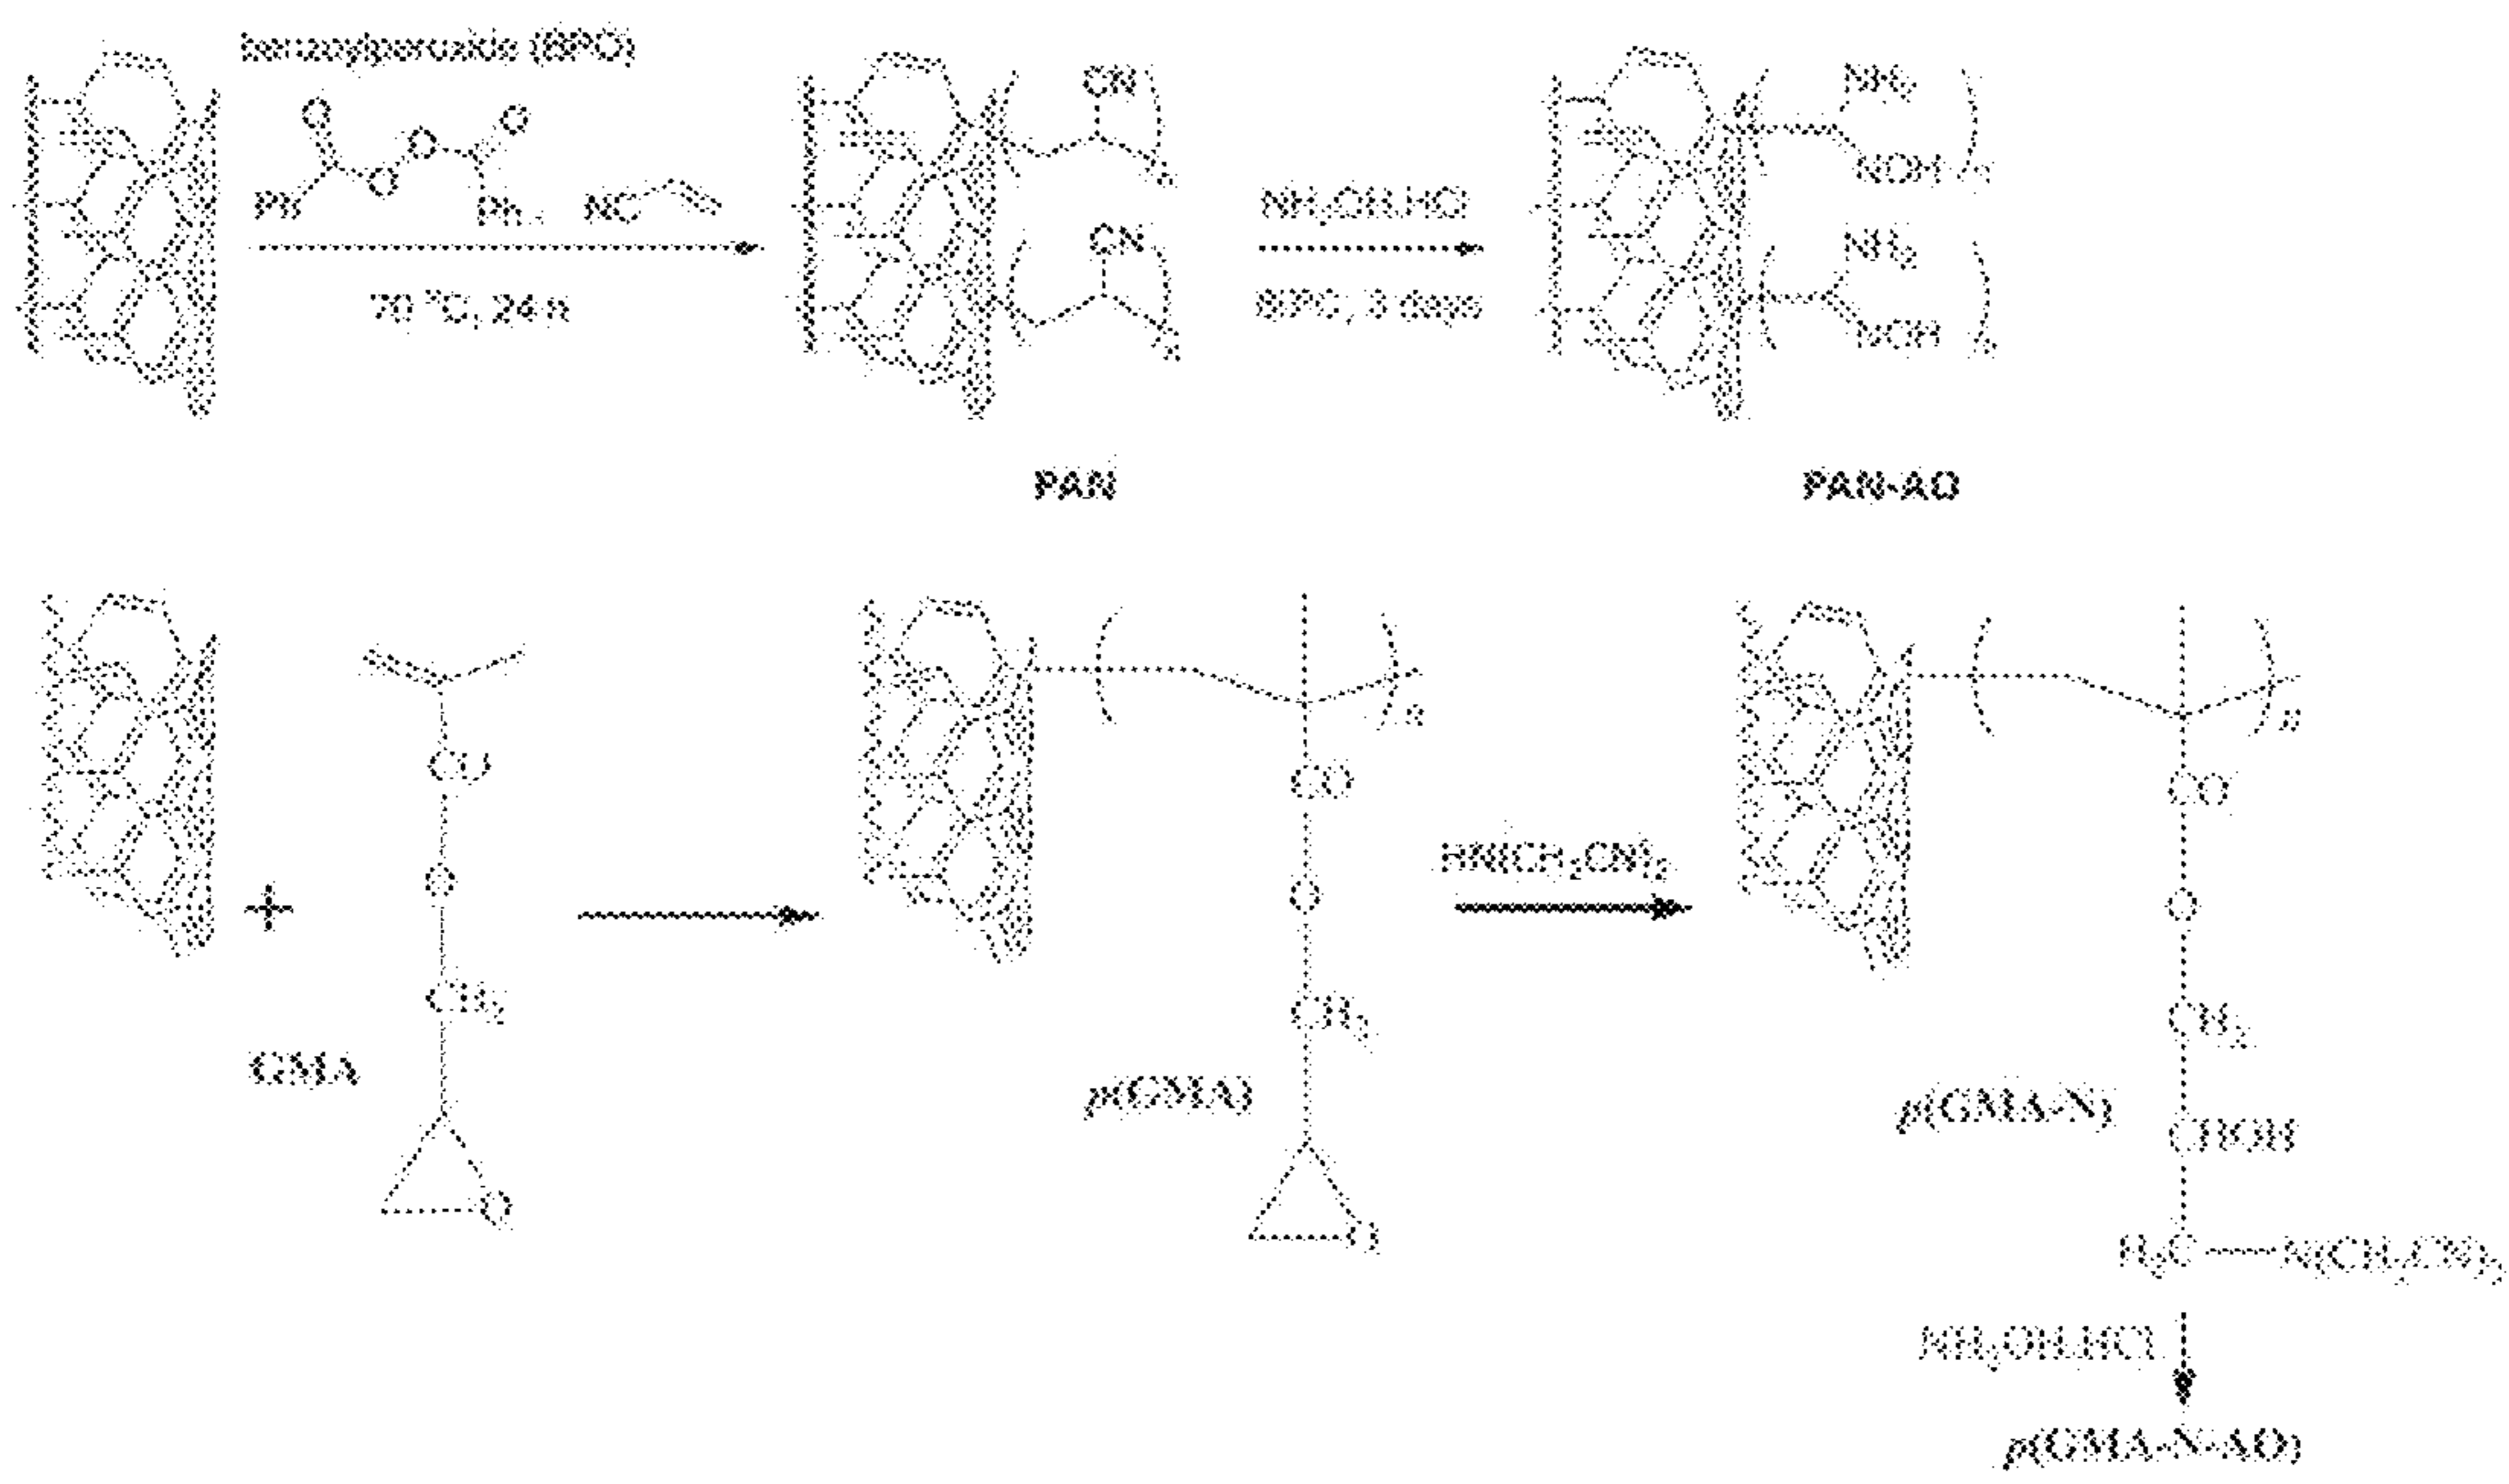 Benzoylperoxide (BPO)
O
O
O
O
Ph
Ph
NC
70 °C, 24 h
CN
CN
n
n
PAN
NH2OH.HCl
80°C, 3 days
NH2
NOH
n
NH2
NOH
n
PAN-AO
+
CO
O
CH2
O
GMA
n
CO
O
CH2
O
p(GMA)
HN(CH2CN)2
n
CO
O
CH2
CHOH
H2C
N(CH2CN)2
p(GMA-N)
NH2OH.HCl
p(GMA-N-AO)